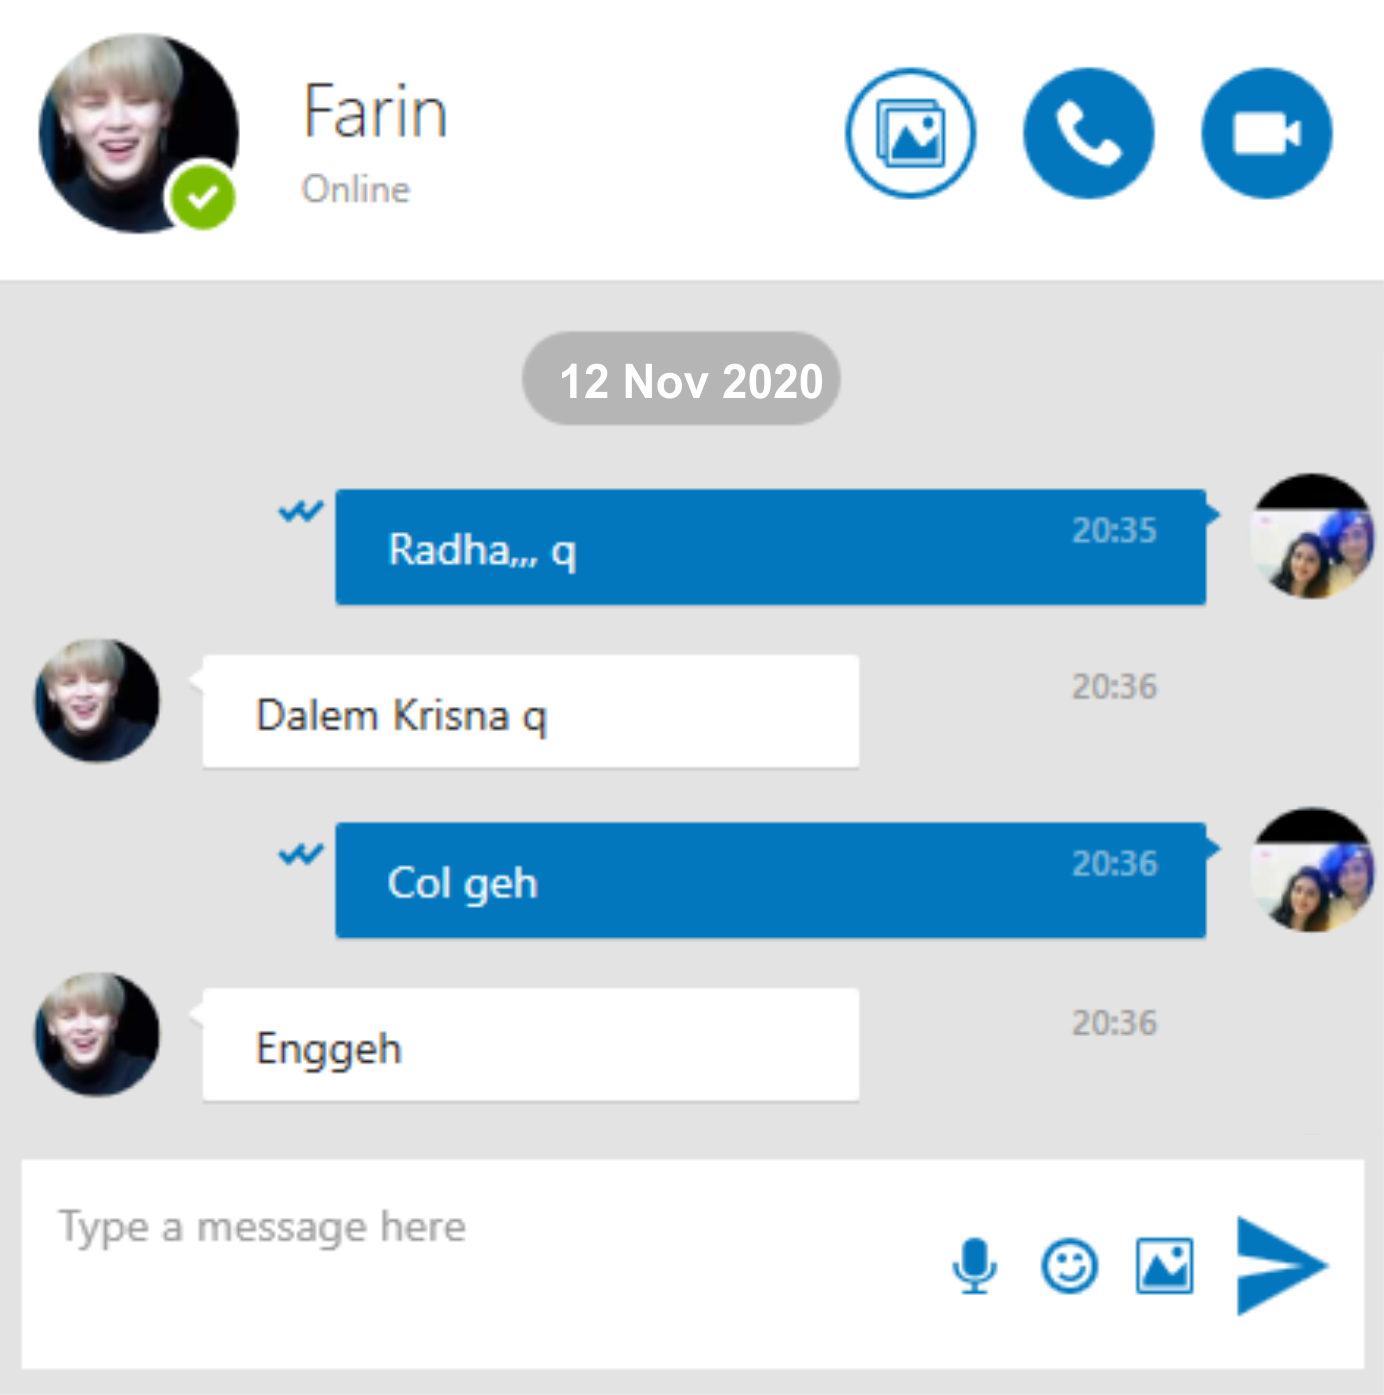 Farin
Online
12 Nov 2020
Radha,,, q
20:35
Dalem Krisna q
20:36
Col geh
20:36
Enggeh
20:36
Type a message here